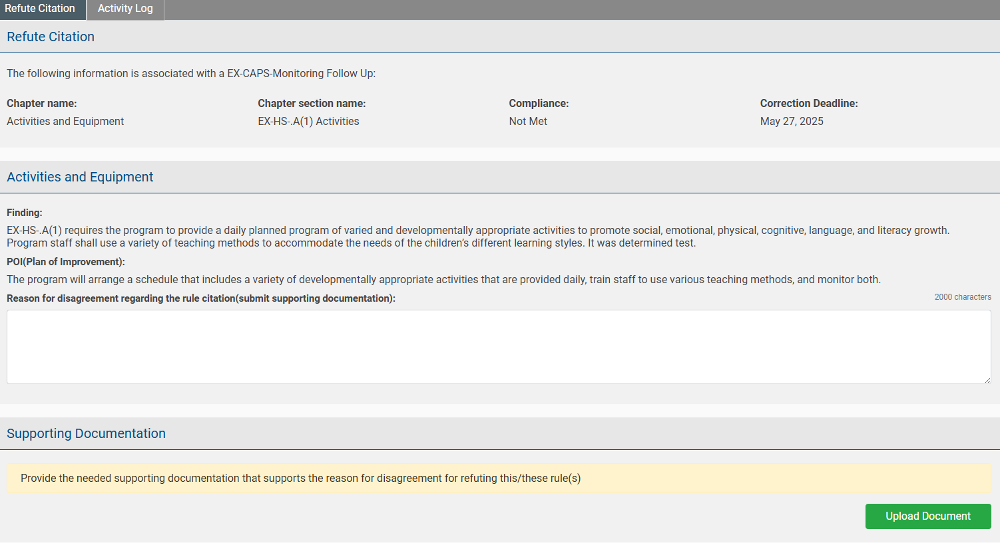 Refute Citation
Activity Log
Refute Citation
The following information is associated with a EX-CAPS-Monitoring Follow Up:
Chapter name:
Activities and Equipment
Chapter section name:
EX-HS-.A(1) Activities
Compliance:
Not Met
Correction Deadline:
May 27, 2025
Activities and Equipment
Finding:
EX-HS-.A(1) requires the program to provide a daily planned program of varied and developmentally appropriate activities to promote social, emotional, physical, cognitive, language, and literacy growth.
Program staff shall use a variety of teaching methods to accommodate the needs of the children’s different learning styles. It was determined test.
POI(Plan of Improvement):
The program will arrange a schedule that includes a variety of developmentally appropriate activities that are provided daily, train staff to use various teaching methods, and monitor both.
Reason for disagreement regarding the rule citation(submit supporting documentation):
2000 characters
Supporting Documentation
Provide the needed supporting documentation that supports the reason for disagreement for refuting this/these rule(s)
Upload Document